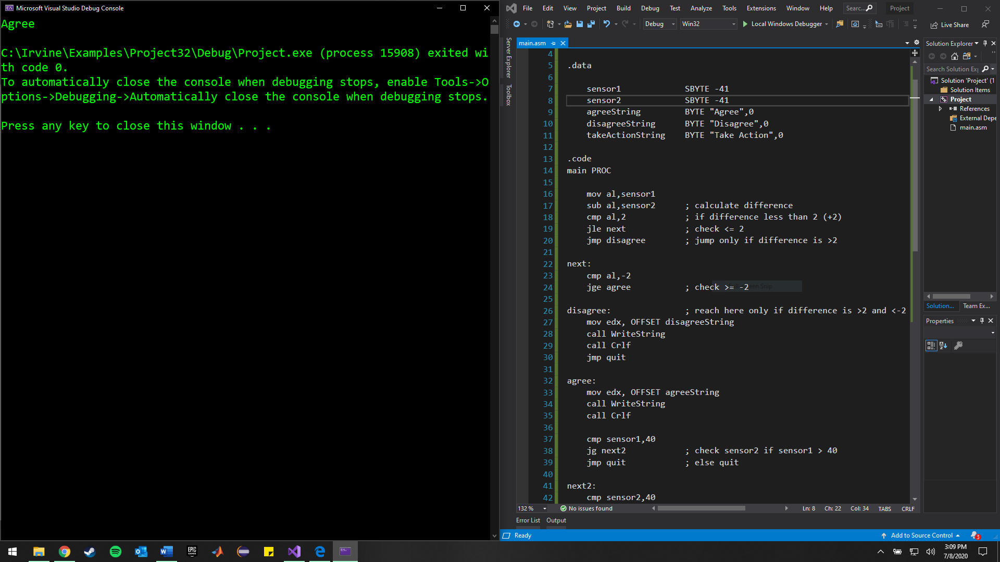 Microsoft Visual Studio Debug Console
Agree
C:\Irvine\Examples\Project32\Debug\Project.exe (process 15908) exited wi
th code 0.
To automatically close the console when debugging stops, enable Tools->O
ptions->Debugging->Automatically close the console when debugging stops.
Press any key to close this window . . .
File Edit View Project Build Debug Test Analyze Tools Extensions Window Help Searc... Project
Debug Win32 Local Windows Debugger Live Share
Server Explorer
Toolbox
main.asm
4
5 .data
6
7 sensor1 SBYTE -41
8 sensor2 SBYTE -41
9 agreeString BYTE "Agree",0
10 disagreeString BYTE "Disagree",0
11 takeActionString BYTE "Take Action",0
12
13 .code
14 main PROC
15
16 mov al,sensor1
17 sub al,sensor2 ; calculate difference
18 cmp al,2 ; if difference less than 2 (+2)
19 jle next ; check <= 2
20 jmp disagree ; jump only if difference is >2
21
22 next:
23 cmp al,-2
24 jge agree ; check >= -2
25
26 disagree: ; reach here only if difference is >2 and <-2
27 mov edx, OFFSET disagreeString
28 call WriteString
29 call Crlf
30 jmp quit
31
32 agree:
33 mov edx, OFFSET agreeString
34 call WriteString
35 call Crlf
36
37 cmp sensor1,40
38 jg next2 ; check sensor2 if sensor1 > 40
39 jmp quit ; else quit
40
41 next2:
42 cmp sensor2,40
132 % No issues found Ln: 8 Ch: 22 Col: 34 TABS CRLF
Error List Output
Solution Explorer
Search Solution Exp
Solution 'Project' (1
Solution Items
Project
References
External Depe
main.asm
Solution... Team Ex...
Properties
Ready Add to Source Control 3
EPIC GAMES
3:09 PM
7/8/2020